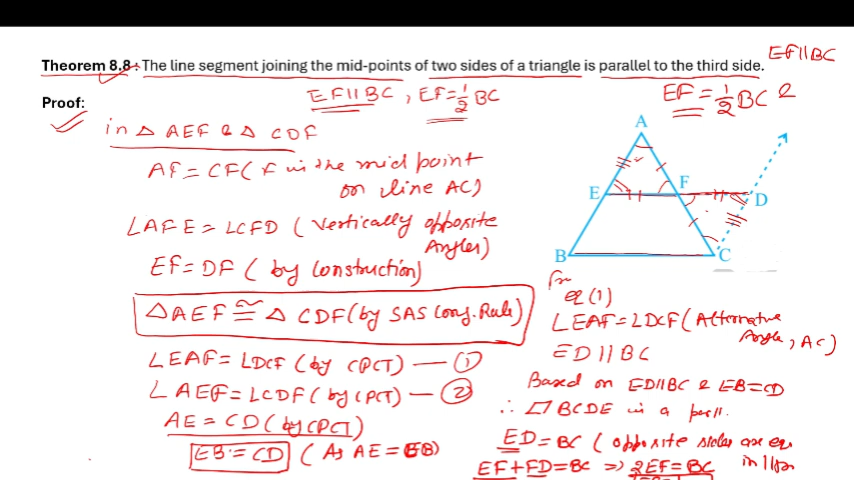 Theorem 8.8: The line segment joining the mid-points of two sides of a triangle is parallel to the third side.
EF||BC
EF = 1/2 BC &
Proof:
EF||BC, EF = 1/2 BC
in △ AEF & △ CDF
AF = CF (F is the mid point
on line AC)
∠AFE = ∠CFD (vertically opposite
Angles)
EF = DF (by construction)
△AEF ≅ △ CDF (by SAS Cong. Rule)
∠EAF = ∠DCF (by CPCT) — ①
∠AEF = ∠CDF (by CPCT) — ②
AE = CD (by CPCT)
EB = CD (As AE = EB)
A
E
F
D
B
C
eq (1)
∠EAF = ∠DCF (Alternative
Angle, AC)
ED||BC
Based on ED||BC & EB=CD
∴ ▱ BCDE is a parll.
ED = BC (opposite sides are eq
in ||gm
EF + FD = BC ⇒ 2EF = BC